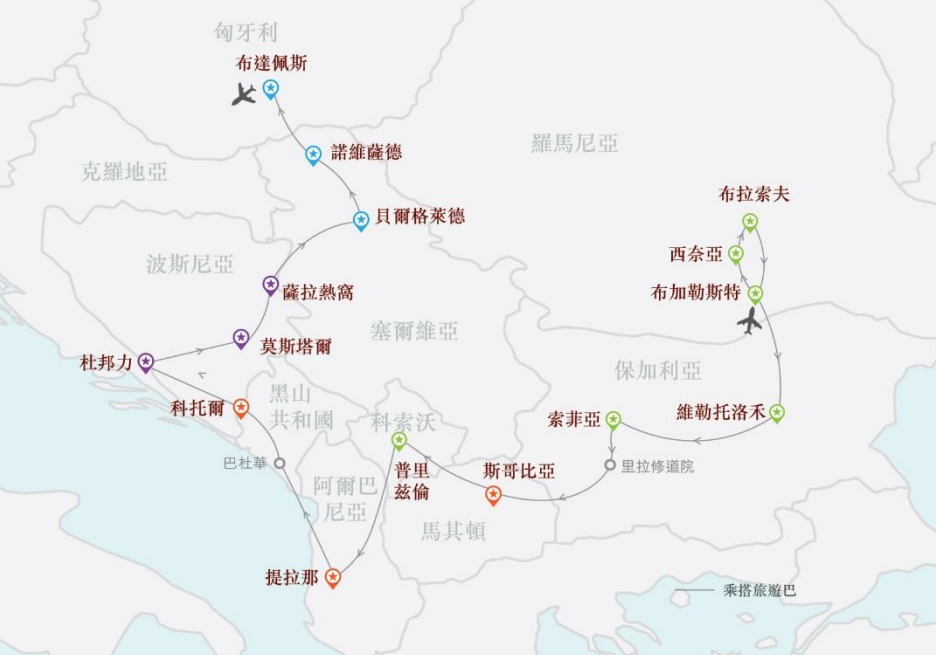 匈牙利
布達佩斯
諾維薩德
羅馬尼亞
克羅地亞
布拉索夫
貝爾格萊德
西奈亞
波斯尼亞
薩拉熱窩
布加勒斯特
塞爾維亞
莫斯塔爾
杜邦力
保加利亞
黑山
共和國
科托爾
科索沃
索菲亞
維勒托洛禾
巴杜華
普里
茲倫
斯哥比亞
里拉修道院
阿爾巴
尼亞
馬其頓
提拉那
乘搭旅遊巴